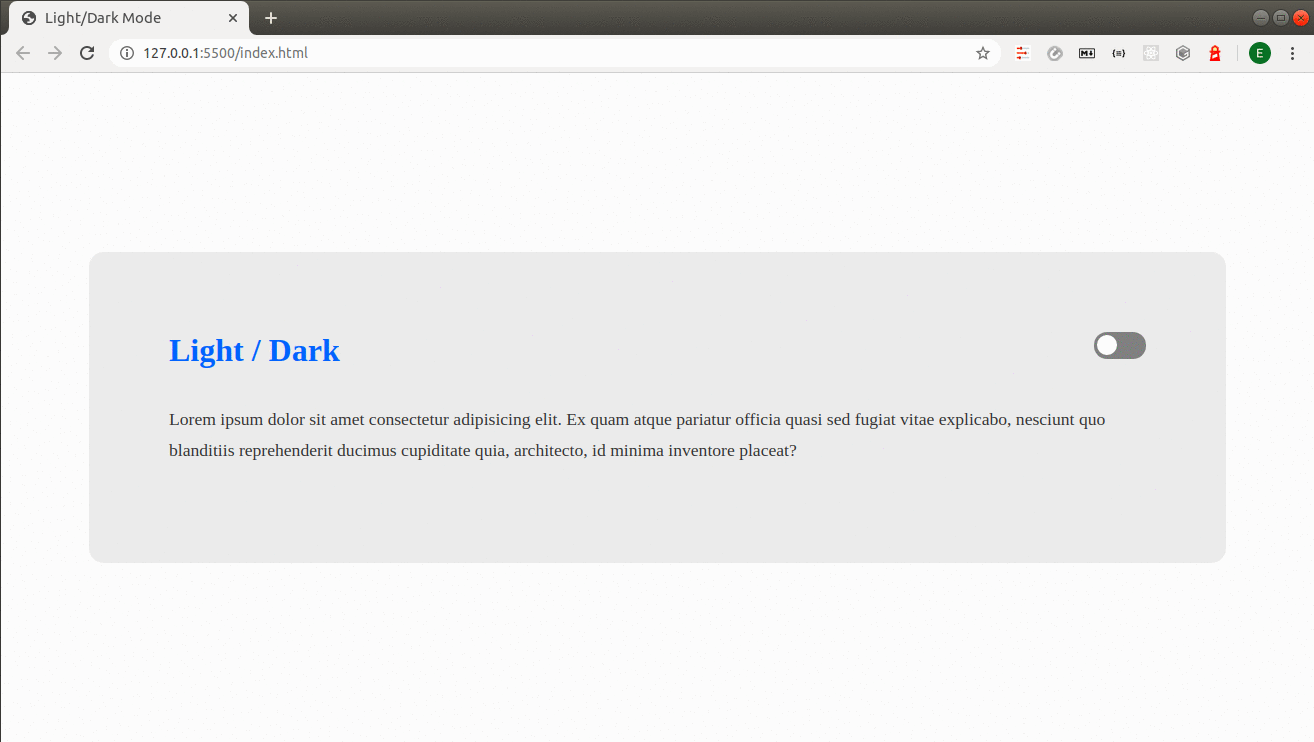 Light/Dark Mode
127.0.0.1:5500/index.html
M↓
{≡}
E
Light / Dark
Lorem ipsum dolor sit amet consectetur adipisicing elit. Ex quam atque pariatur officia quasi sed fugiat vitae explicabo, nesciunt quo
blanditiis reprehenderit ducimus cupiditate quia, architecto, id minima inventore placeat?